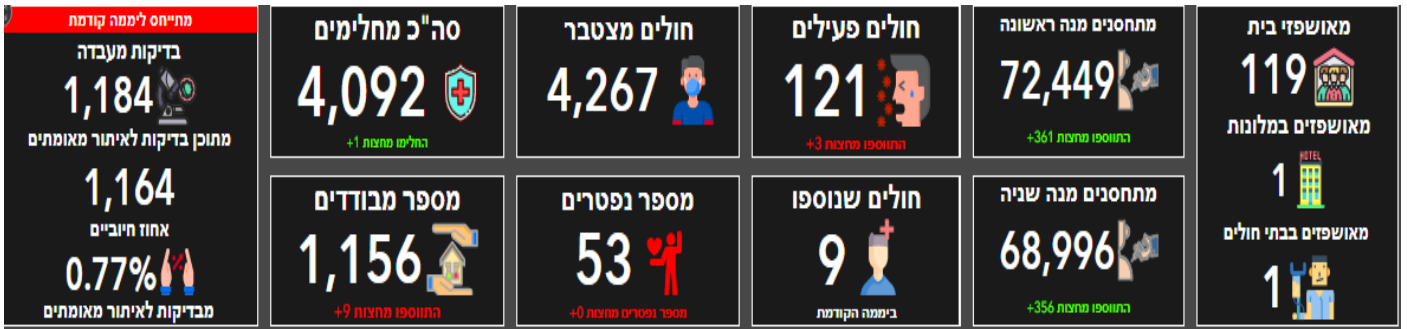 מאושפזי בית
119
מאושפזים במלונות
HOTEL
1
מאושפזים בבתי חולים
1
מתחסנים מנה ראשונה
72,449
התווספו מחצות 361+
מתחסנים מנה שניה
68,996
התווספו מחצות 356+
חולים פעילים
121
התווספו מחצות 3+
חולים שנוספו
9
ביממה הקודמת
חולים מצטבר
4,267
מספר נפטרים
53
מספר נפטרים מחצות 0+
סה"כ מחלימים
4,092
החלימו מחצות 1+
מספר מבודדים
1,156
התווספו מחצות 9+
מתייחס ליממה קודמת
בדיקות מעבדה
1,184
מתוכן בדיקות לאיתור מאומתים
1,164
אחוז חיוביים
0.77%
%
מבדיקות לאיתור מאומתים